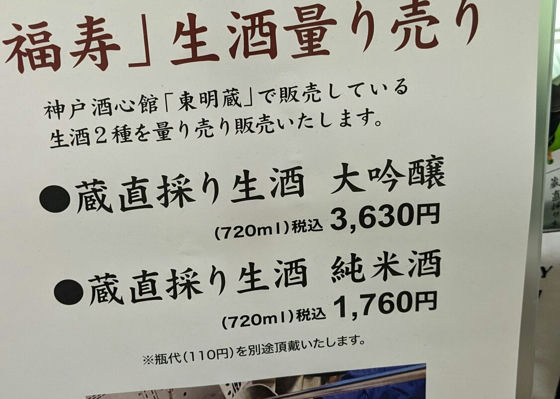 福寿」生酒量り売り
神戸酒心館「東明蔵」で販売している
生酒2種を量り売り販売いたします。
●蔵直採り生酒 大吟醸
(720ml)税込 3,630円
●蔵直採り生酒 純米酒
(720ml)税込 1,760円
※瓶代(110円)を別途頂戴いたします。